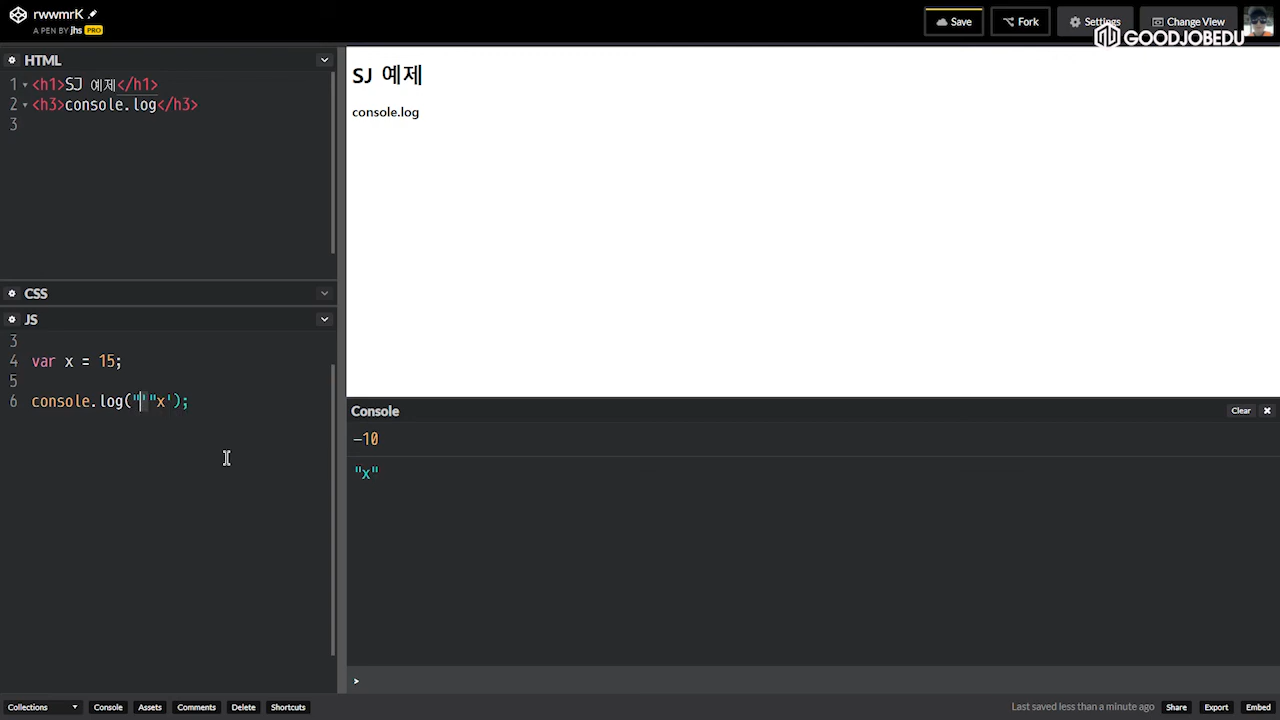 rwwmrK
A PEN BY jhs PRO
Save
Fork
Settings
Change View
GOODJOBEDU
HTML
1 <h1>SJ 예제</h1>
2 <h3>console.log</h3>
3
CSS
JS
3
4 var x = 15;
5
6 console.log("'"x');
SJ 예제
console.log
Console
Clear
-10
"x"
>
Collections
Console
Assets
Comments
Delete
Shortcuts
Last saved less than a minute ago
Share
Export
Embed